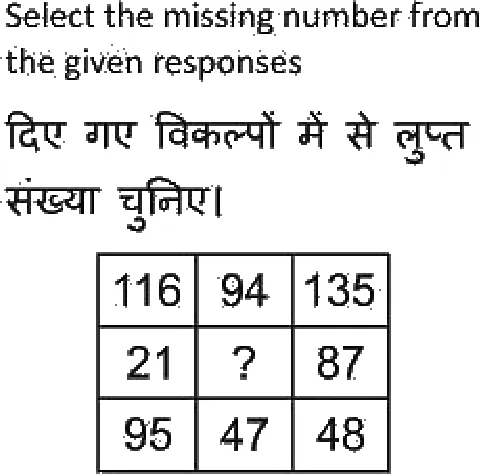 Select the missing number from
the given responses
दिए गए विकल्पों में से लुप्त
संख्या चुनिए।
116 94 135
21 ? 87
95 47 48